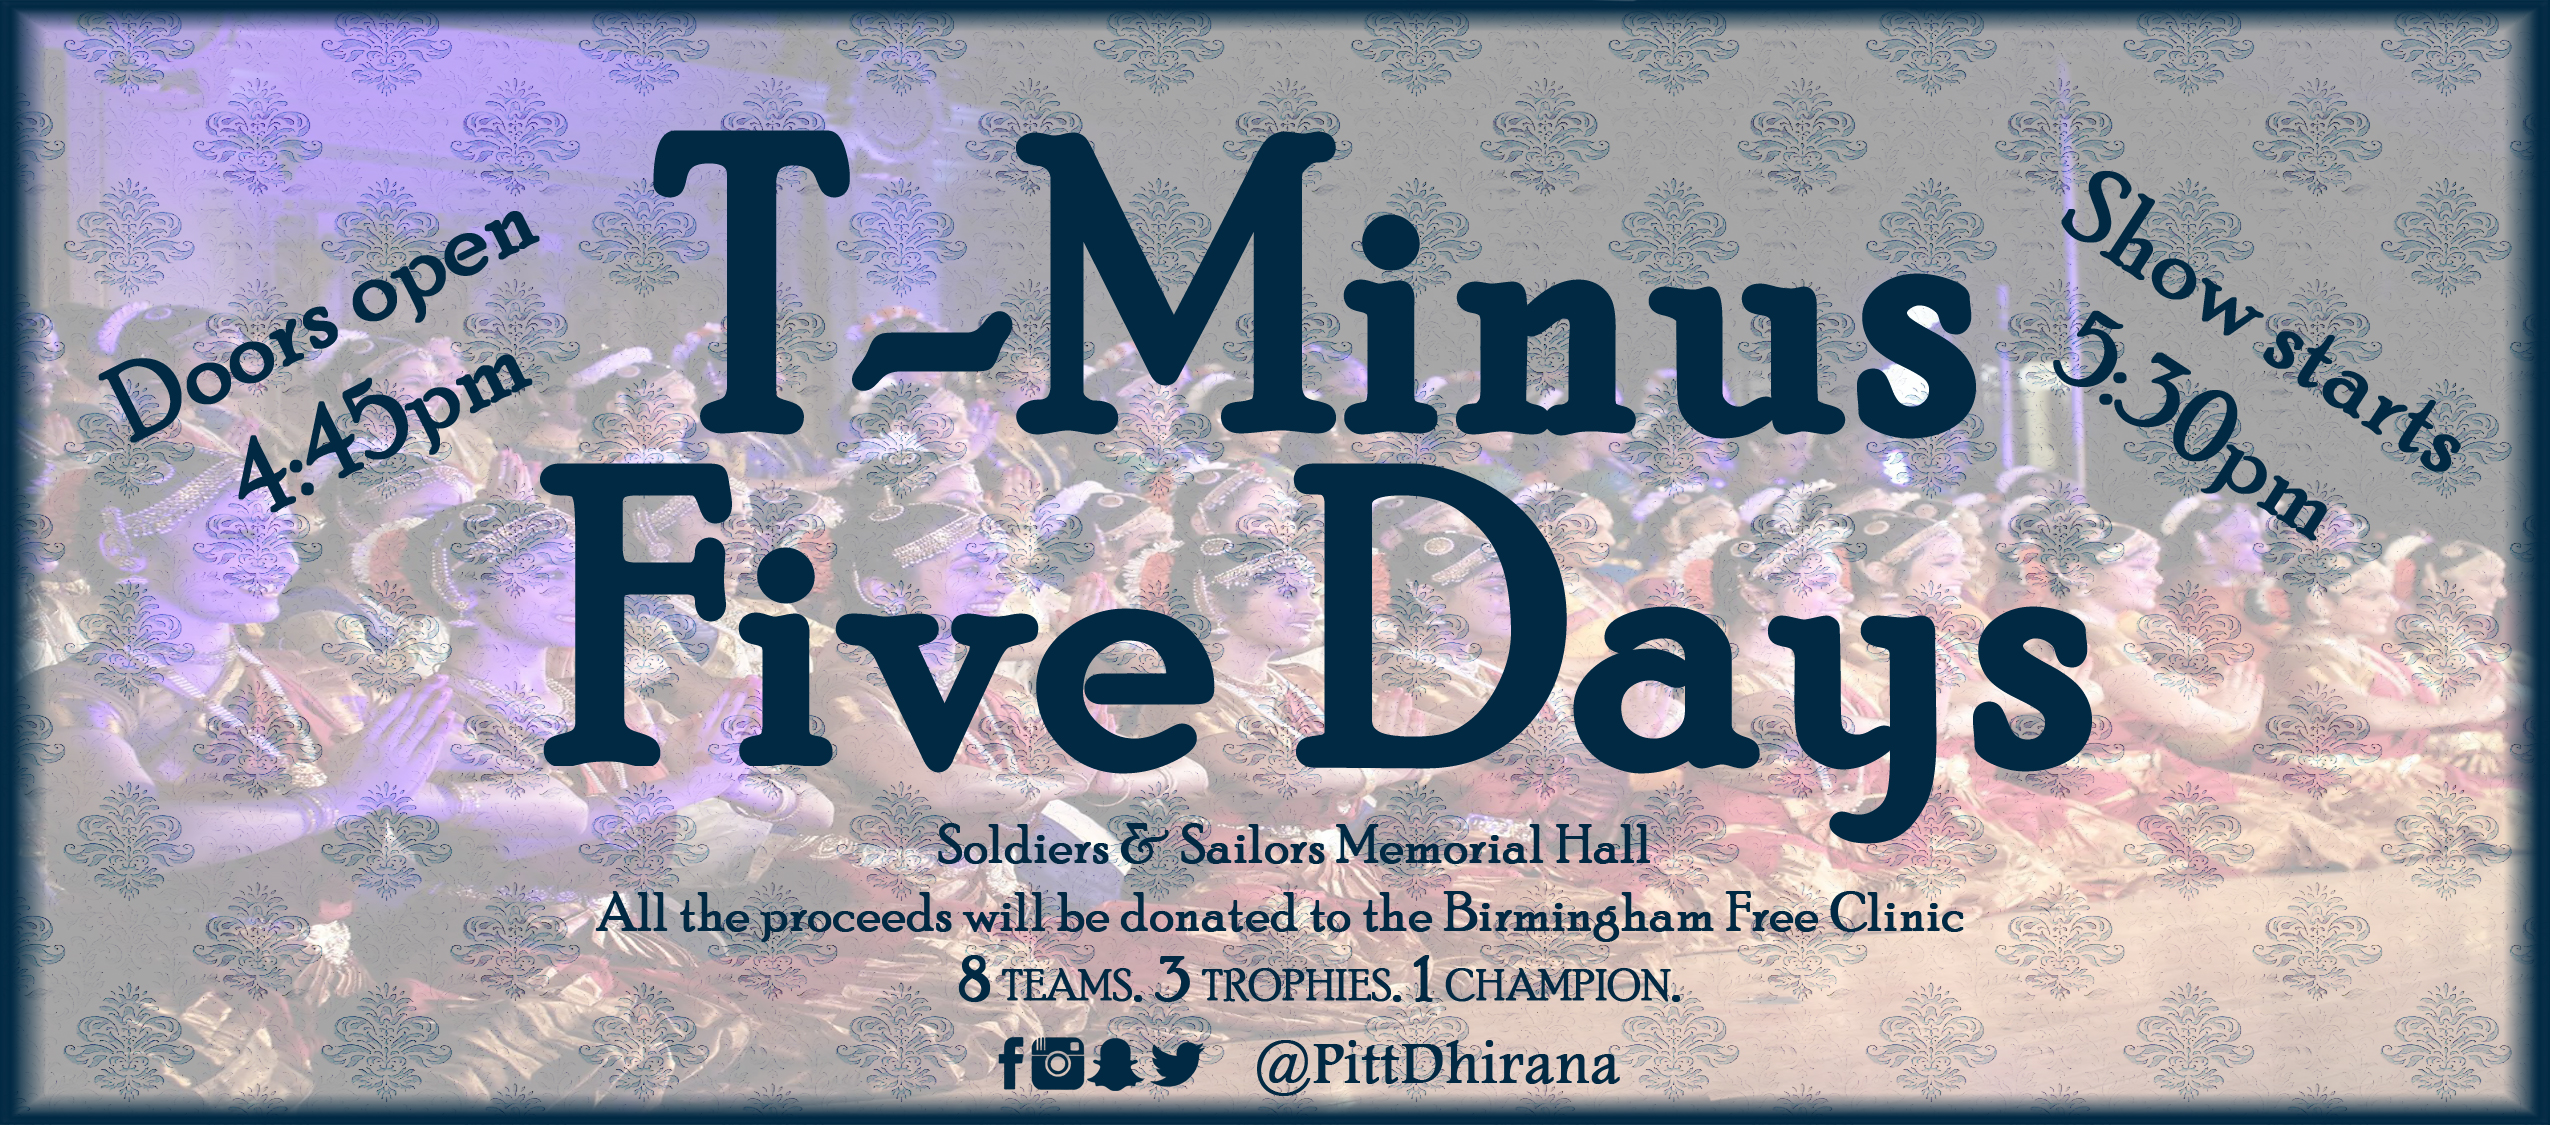 Doors open
4:45pm
T-Minus
Five Days
Show starts
5:30pm
Soldiers & Sailors Memorial Hall
All the proceeds will be donated to the Birmingham Free Clinic
8 TEAMS. 3 TROPHIES. 1 CHAMPION.
@PittDhirana